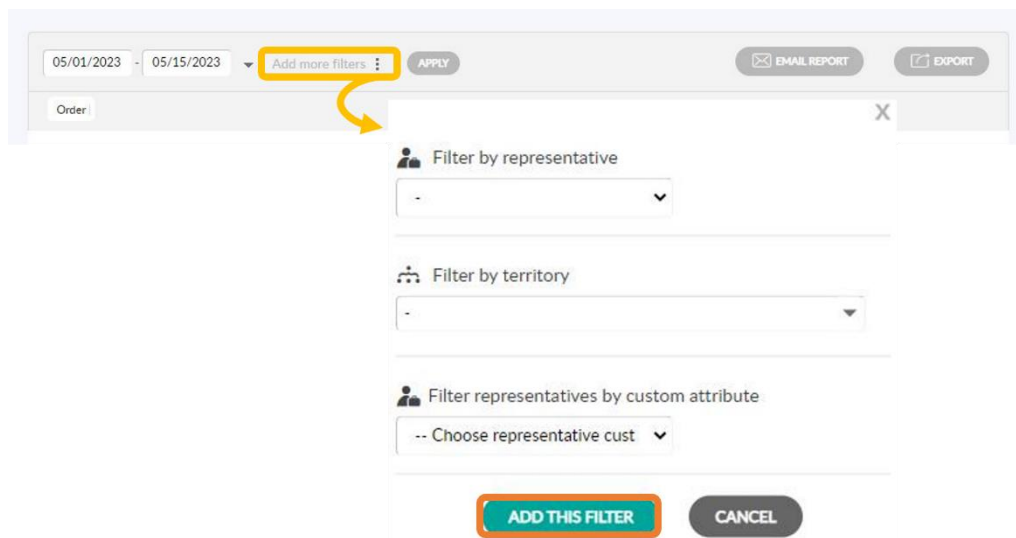 05/01/2023 - 05/15/2023 Add more filters APPLY EMAIL REPORT EXPORT
Order
X
Filter by representative
-
Filter by territory
-
Filter representatives by custom attribute
-- Choose representative cust
ADD THIS FILTER CANCEL